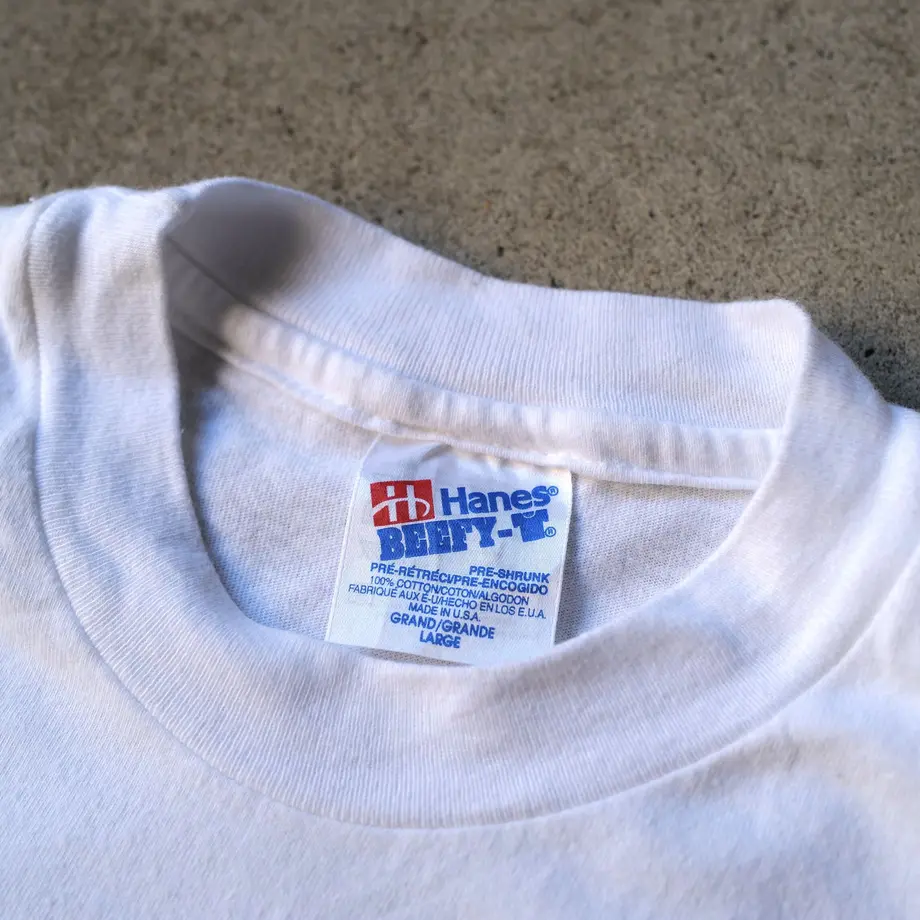 H Hanes®
BEEFY-T®
PRÉ-RÉTRÉCI/PRE-ENCOGIDO PRE-SHRUNK
100% COTTON/COTON/ALGODON
FABRIQUÉ AUX E-U/HECHO EN LOS E.U.A.
MADE IN U.S.A.
GRAND/GRANDE
LARGE